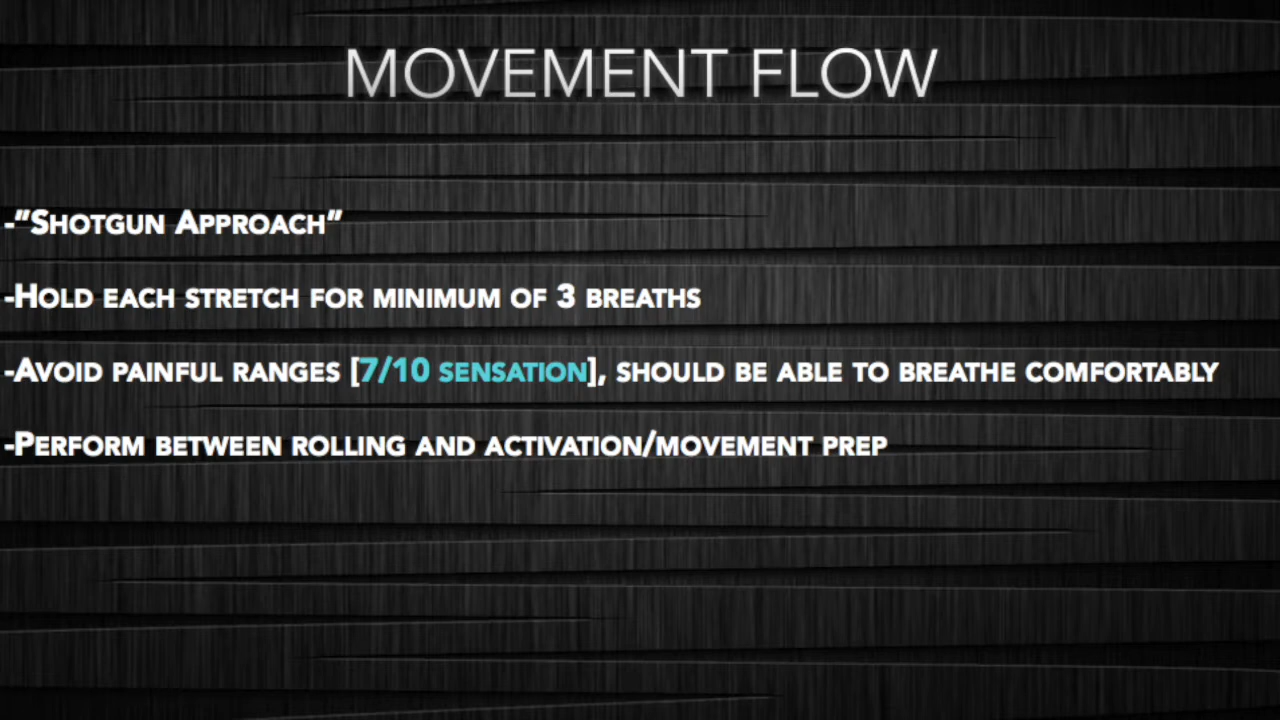 MOVEMENT FLOW
-"Shotgun Approach"
-Hold each stretch for minimum of 3 breaths
-Avoid painful ranges [7/10 sensation], should be able to breathe comfortably
-Perform between rolling and activation/movement prep